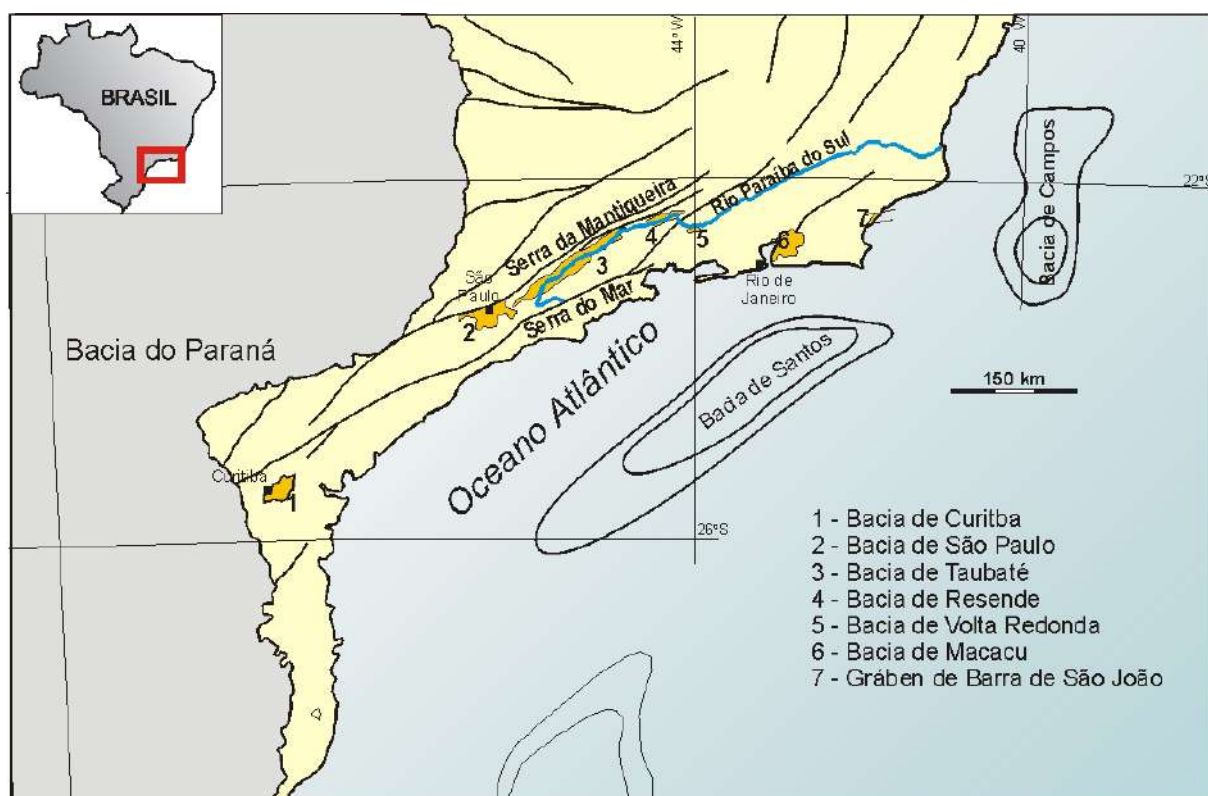 BRASIL
44° W
40 W
22°S
Bacia de Campos
Rio Paraíba do Sul
Serra da Mantiqueira
7
6
5
4
3
São
Paulo
2
Serra do Mar
Rio de
Janeiro
Bacia do Paraná
Oceano Atlântico
Bacia de Santos
150 km
Curitiba
1
26°S
1 - Bacia de Curitba
2 - Bacia de São Paulo
3 - Bacia de Taubaté
4 - Bacia de Resende
5 - Bacia de Volta Redonda
6 - Bacia de Macacu
7 - Gráben de Barra de São João